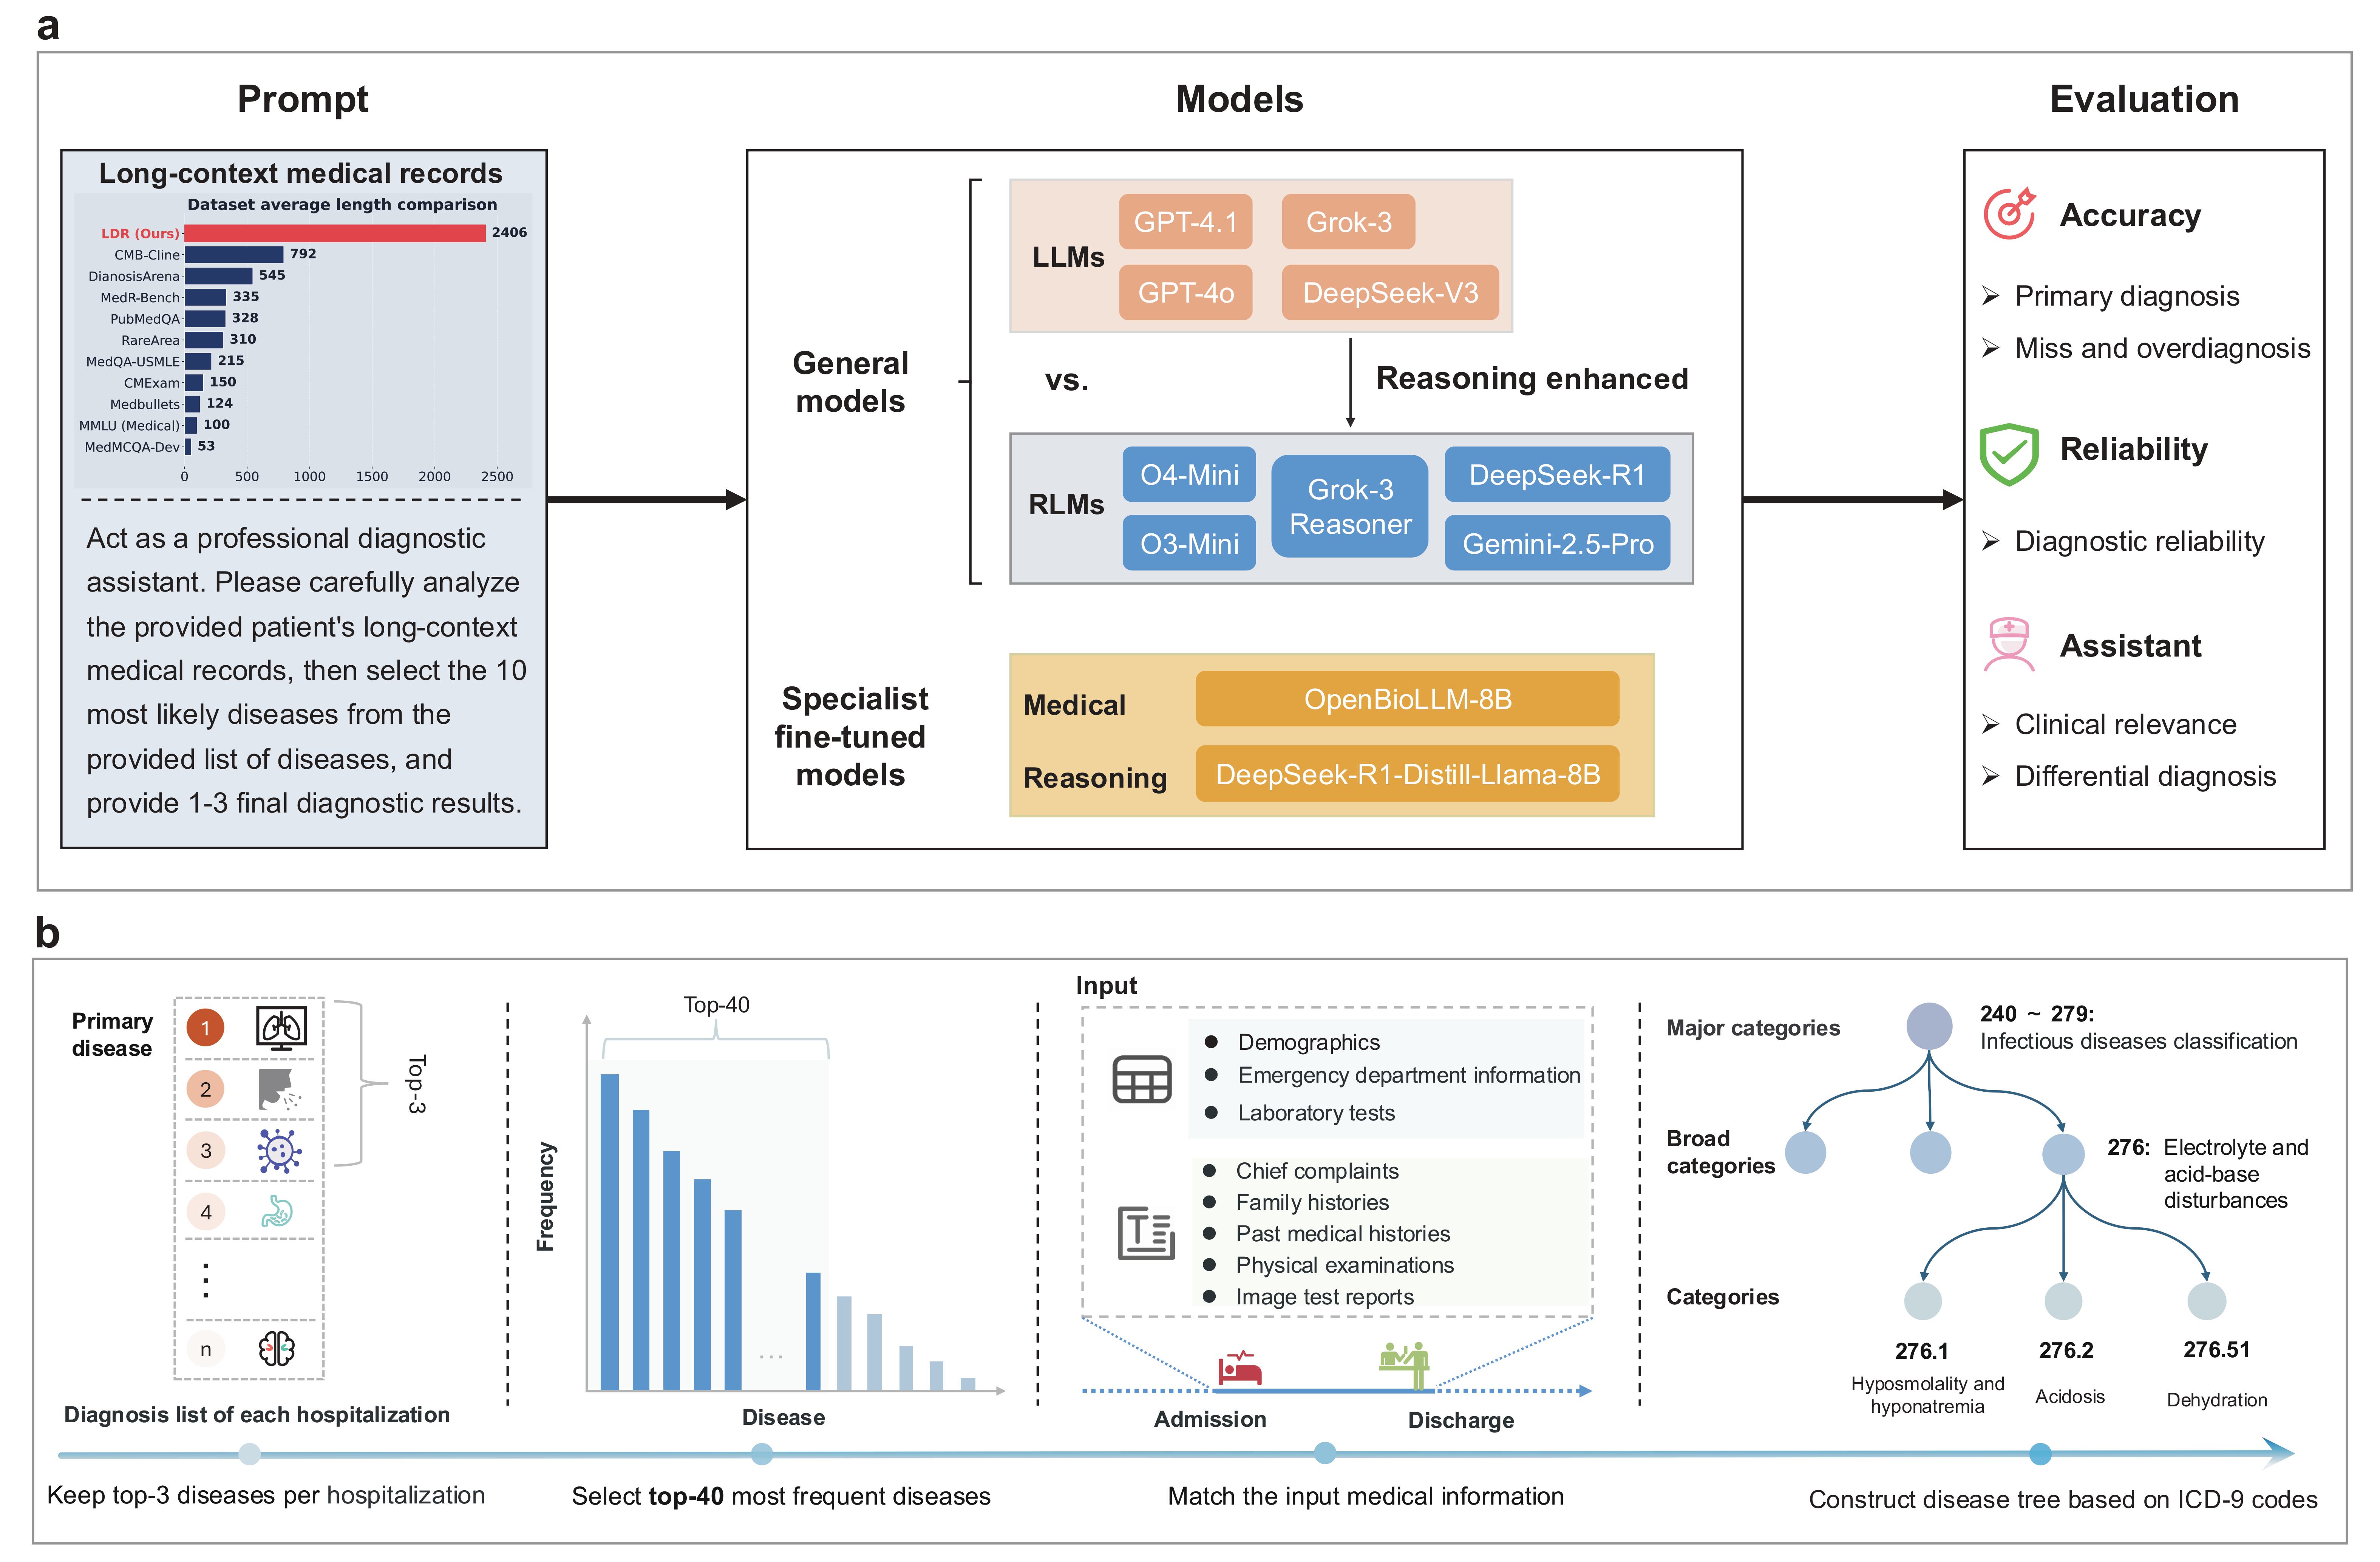 a
Prompt
Long-context medical records
Dataset average length comparison
LDR (Ours) 2406
CMB-Cline 792
DianosisArena 545
MedR-Bench 335
PubMedQA 328
RareArea 310
MedQA-USMLE 215
CMExam 150
Medbullets 124
MMLU (Medical) 100
MedMCQA-Dev 53
0 500 1000 1500 2000 2500
Act as a professional diagnostic
assistant. Please carefully analyze
the provided patient's long-context
medical records, then select the 10
most likely diseases from the
provided list of diseases, and
provide 1-3 final diagnostic results.
Models
General
models
LLMs
GPT-4.1
Grok-3
GPT-4o
DeepSeek-V3
vs.
Reasoning enhanced
RLMs
O4-Mini
O3-Mini
Grok-3
Reasoner
DeepSeek-R1
Gemini-2.5-Pro
Specialist
fine-tuned
models
Medical
OpenBioLLM-8B
Reasoning
DeepSeek-R1-Distill-Llama-8B
Evaluation
Accuracy
➢ Primary diagnosis
➢ Miss and overdiagnosis
Reliability
➢ Diagnostic reliability
Assistant
➢ Clinical relevance
➢ Differential diagnosis
b
Primary
disease
1
2
3
4
⋮
n
Top-3
Diagnosis list of each hospitalization
Keep top-3 diseases per hospitalization
Top-40
Frequency
...
Disease
Select top-40 most frequent diseases
Input
● Demographics
● Emergency department information
● Laboratory tests
● Chief complaints
● Family histories
● Past medical histories
● Physical examinations
● Image test reports
Admission
Discharge
Match the input medical information
Major categories
240 ~ 279:
Infectious diseases classification
Broad
categories
276: Electrolyte and
acid-base
disturbances
Categories
276.1
Hyposmolality and
hyponatremia
276.2
Acidosis
276.51
Dehydration
Construct disease tree based on ICD-9 codes